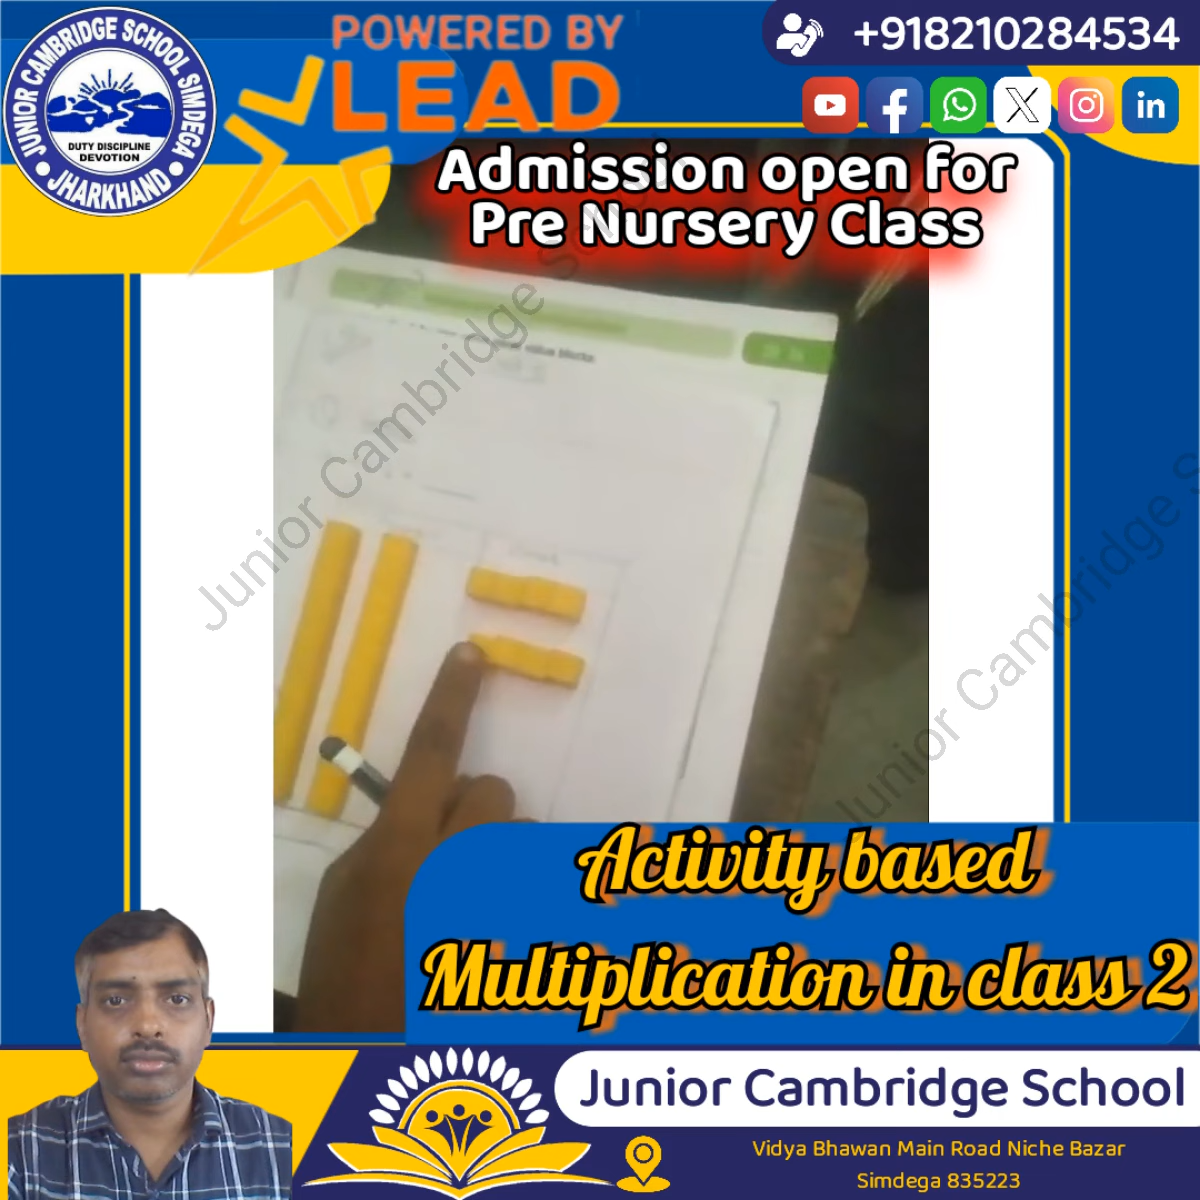 JUNIOR CAMBRIDGE SCHOOL SIMDEGA
DUTY DISCIPLINE
DEVOTION
JHARKHAND
POWERED BY
LEAD
+918210284534
Admission open for
Pre Nursery Class
value blocks
Junior Cambridge S
Junior Cambridge S
Activity based
Multiplication in class 2
Junior Cambridge School
Vidya Bhawan Main Road Niche Bazar
Simdega 835223